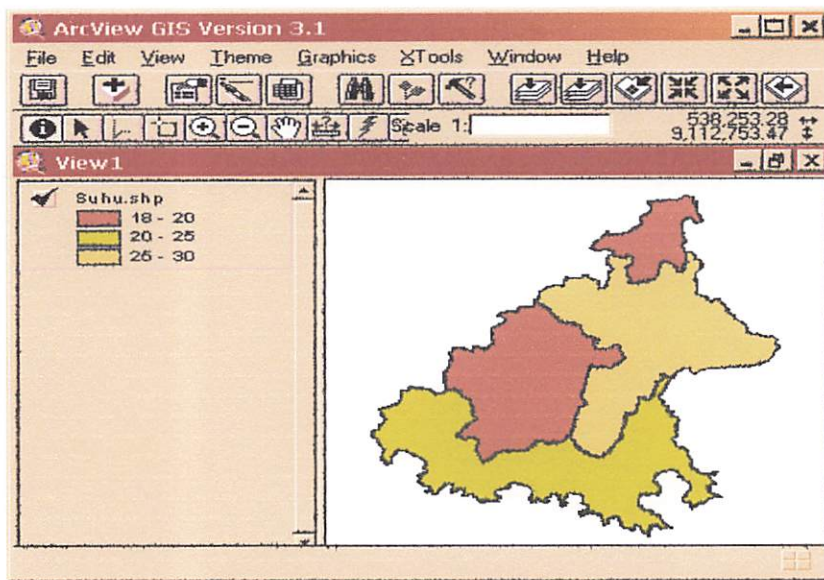 ArcView GIS Version 3.1
File Edit View Theme Graphics XTools Window Help
Scale 1:
538,253.28
9,112,753.47
View1
Suhu.shp
18 - 20
20 - 25
25 - 30